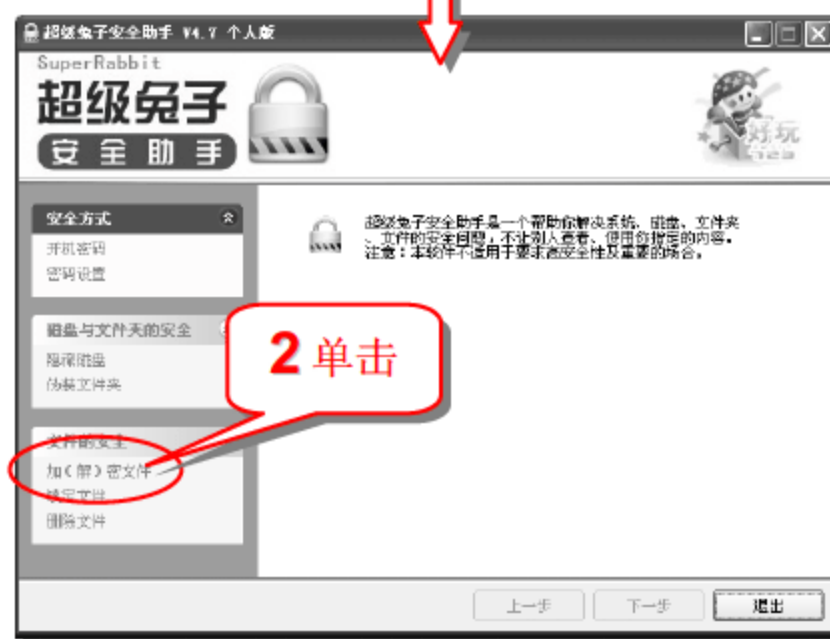 超级兔子安全助手 V4.7 个人版
SuperRabbit
超级兔子
安全助手
好玩
安全方式
开机密码
密码设置
磁盘与文件夹的安全
隐藏磁盘
伪装文件夹
文件的安全
加(解)密文件
锁定文件
删除文件
超级兔子安全助手是一个帮助你解决系统、磁盘、文件夹
、文件的安全问题，不让别人查看、使用你指定的内容。
注意：本软件不适用于要求高安全性及重要的场合。
2 单击
上一步
下一步
退出